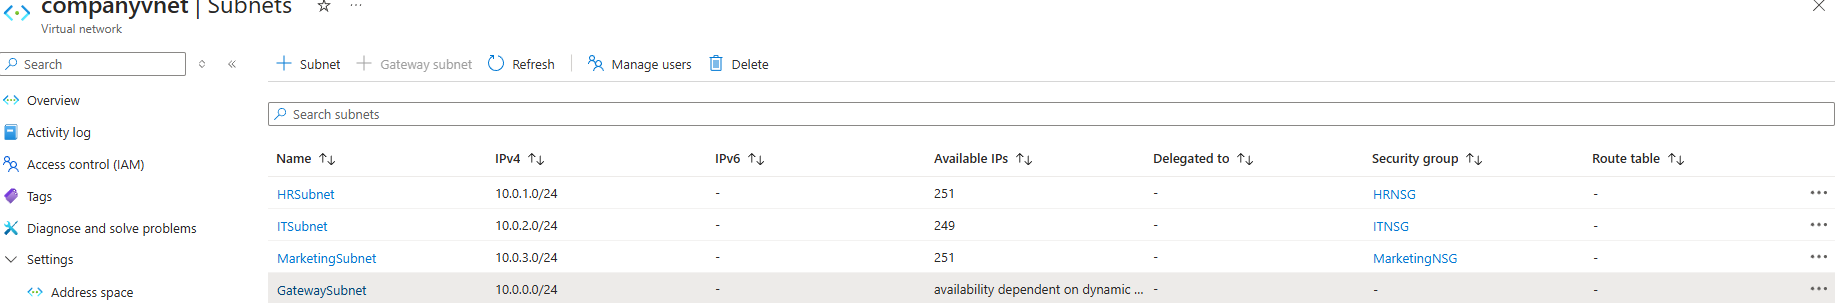 companyvnet | Subnets
Virtual network
Search
Subnet Gateway subnet Refresh Manage users Delete
Overview
Activity log
Access control (IAM)
Tags
Diagnose and solve problems
Settings
Address space
Search subnets
Name IPv4 IPv6 Available IPs Delegated to Security group Route table
HRSubnet 10.0.1.0/24 - 251 - HRNSG -
ITSubnet 10.0.2.0/24 - 249 - ITNSG -
MarketingSubnet 10.0.3.0/24 - 251 - MarketingNSG -
GatewaySubnet 10.0.0.0/24 - availability dependent on dynamic ... - - -